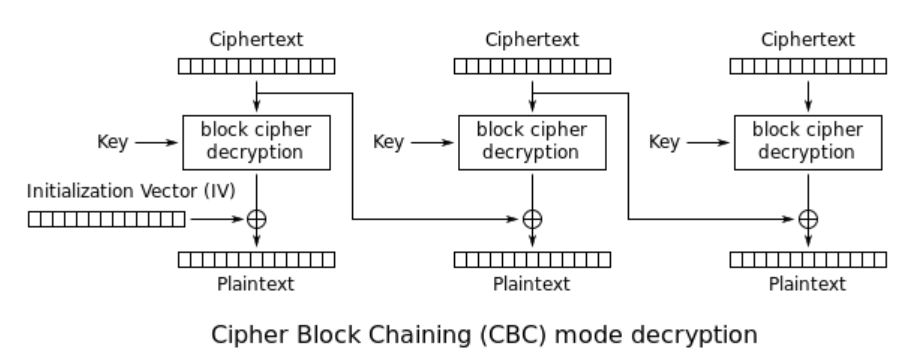 Ciphertext
Ciphertext
Ciphertext
Key
block cipher
decryption
Key
block cipher
decryption
Key
block cipher
decryption
Initialization Vector (IV)
Plaintext
Plaintext
Plaintext
Cipher Block Chaining (CBC) mode decryption